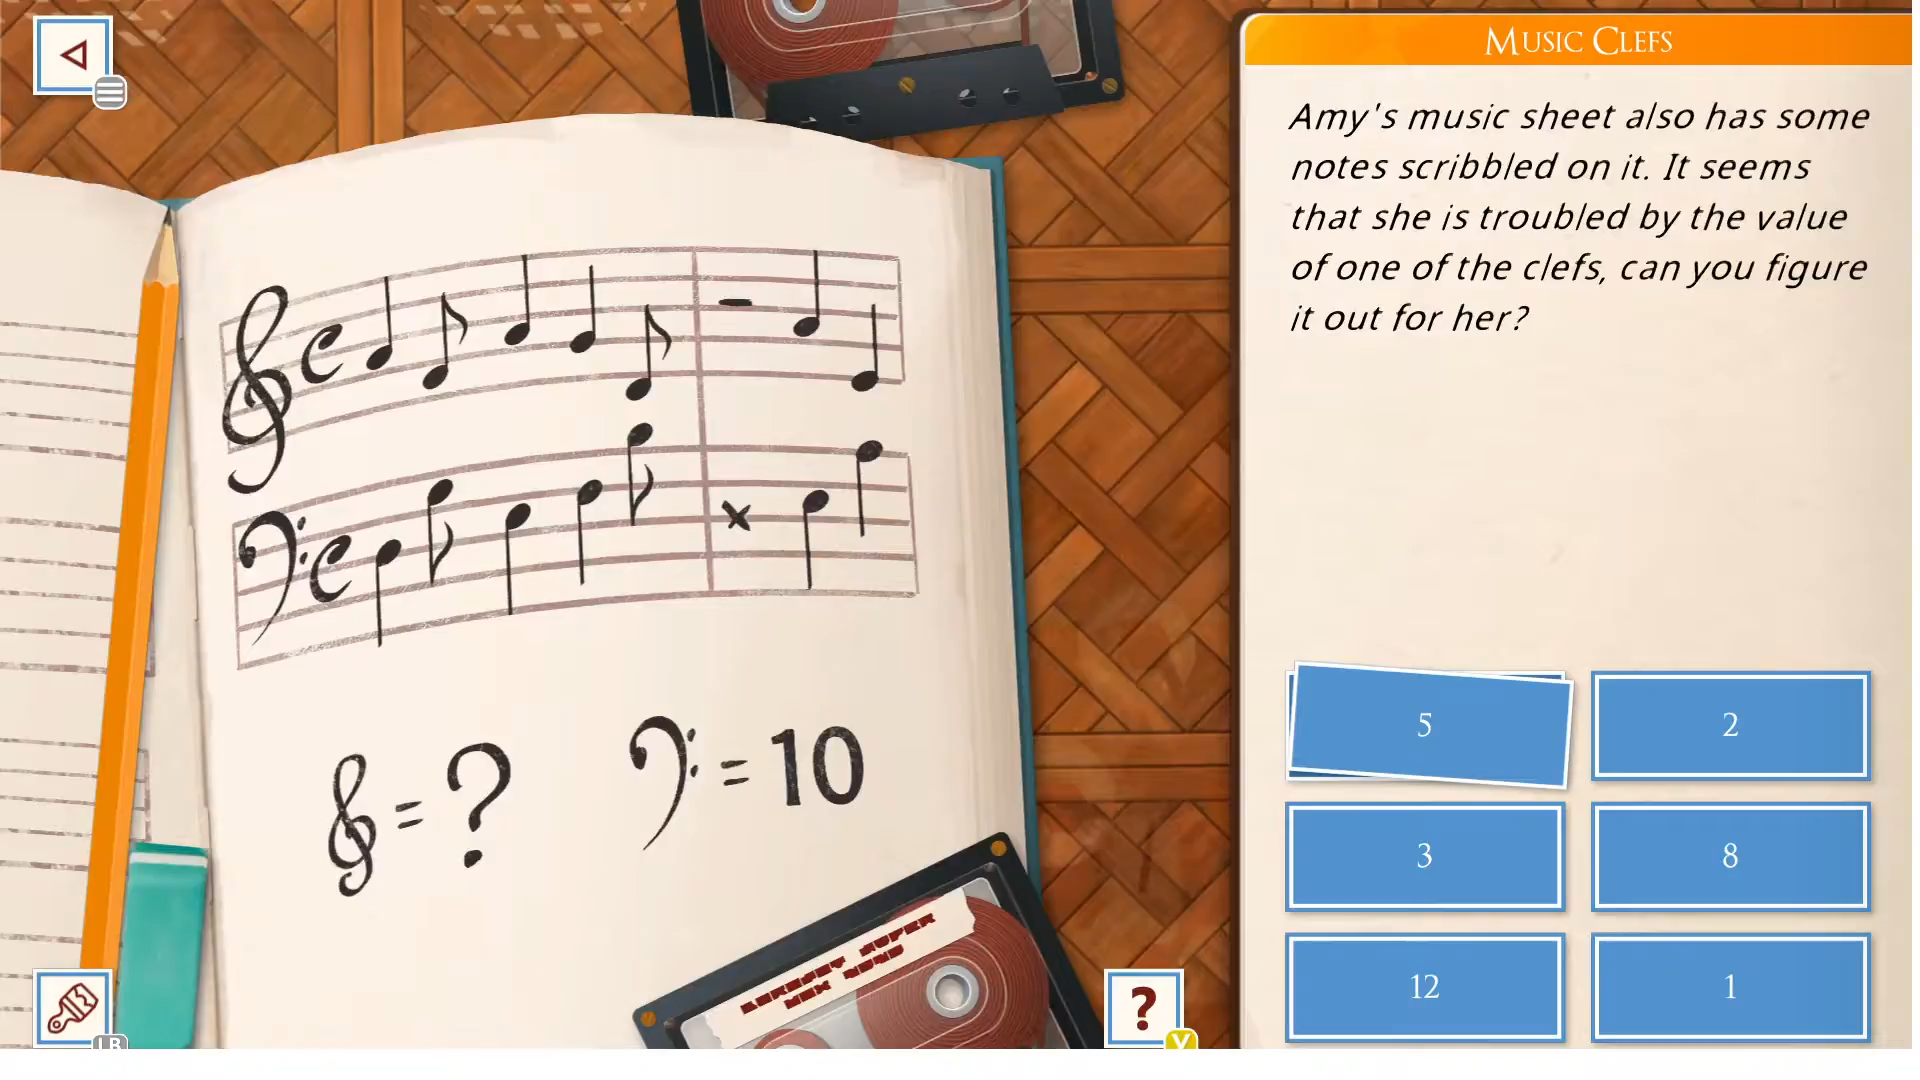 MUSIC CLEFS
Amy's music sheet also has some
notes scribbled on it. It seems
that she is troubled by the value
of one of the clefs, can you figure
it out for her?
= ?
= 10
5
2
3
8
12
1
?
Y
LB